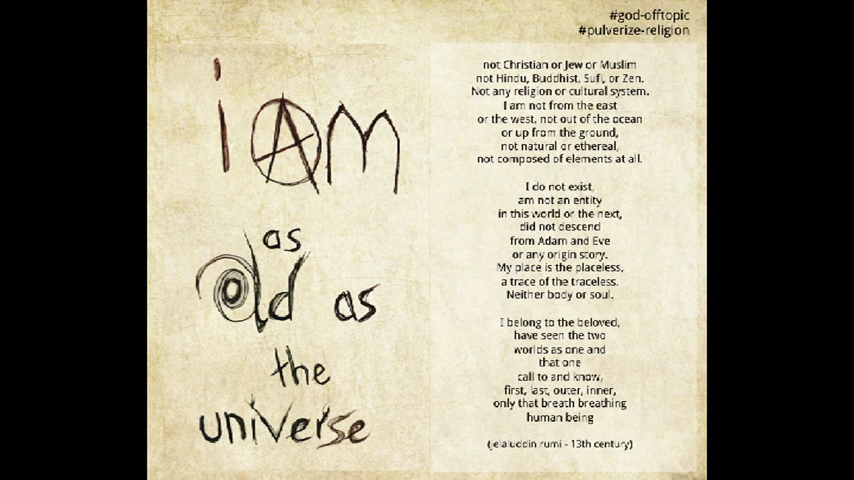 #god-offtopic
#pulverize-religion
i Am
as
old as
the
universe
not Christian or Jew or Muslim
not Hindu, Buddhist, Sufi, or Zen.
Not any religion or cultural system.
I am not from the east
or the west, not out of the ocean
or up from the ground,
not natural or ethereal,
not composed of elements at all.
I do not exist,
am not an entity
in this world or the next,
did not descend
from Adam and Eve
or any origin story.
My place is the placeless,
a trace of the traceless.
Neither body or soul.
I belong to the beloved,
have seen the two
worlds as one and
that one
call to and know,
first, last, outer, inner,
only that breath breathing
human being
(jelaluddin rumi - 13th century)